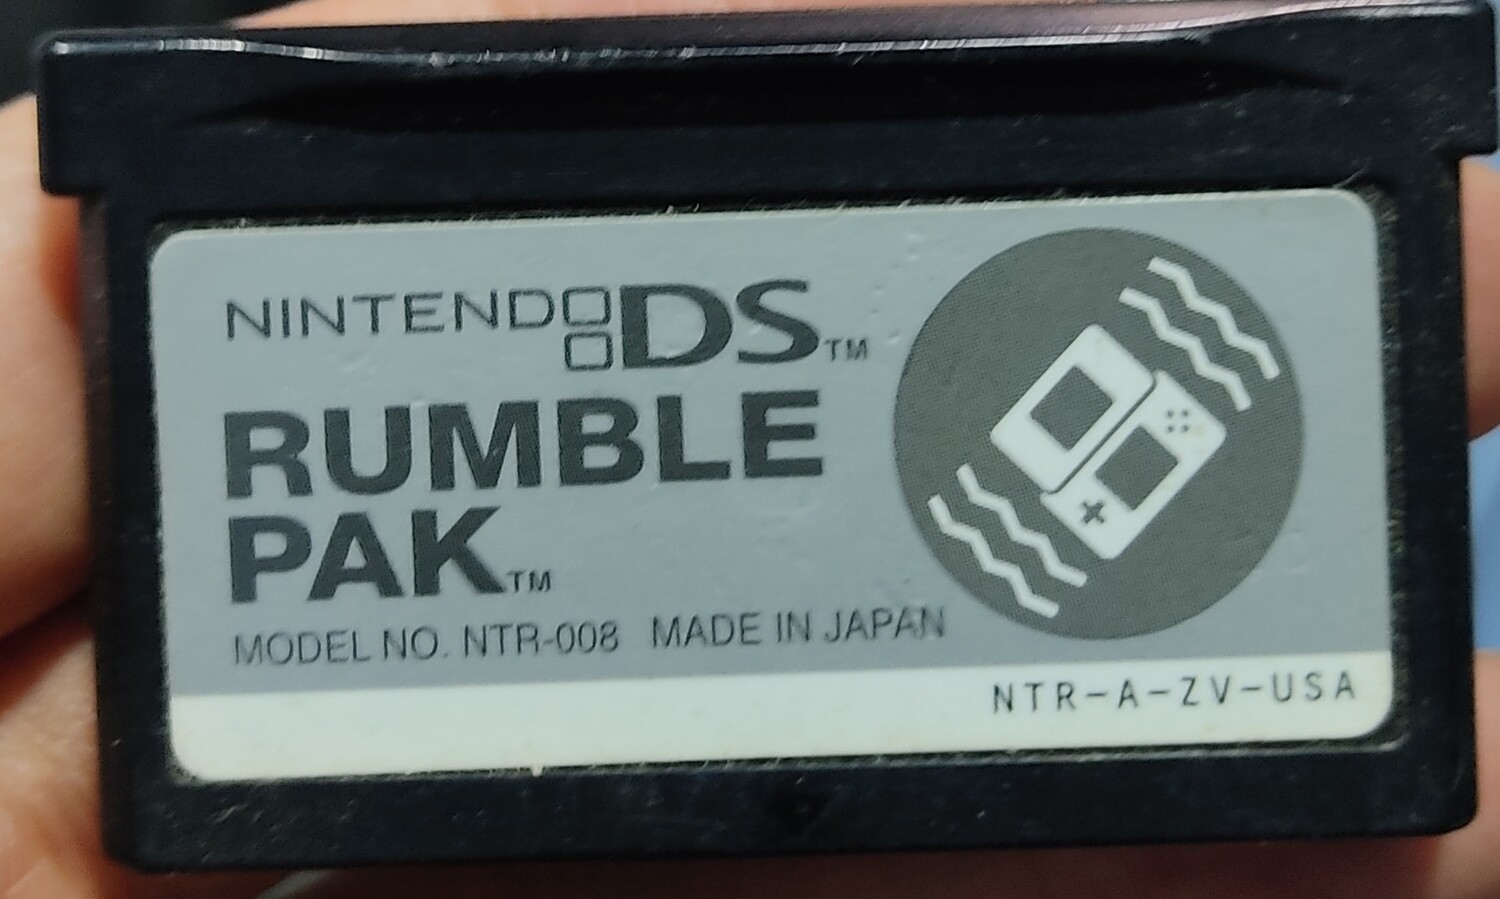 NINTENDO DS™
RUMBLE
PAK™
MODEL NO. NTR-008 MADE IN JAPAN
NTR-A-ZV-USA